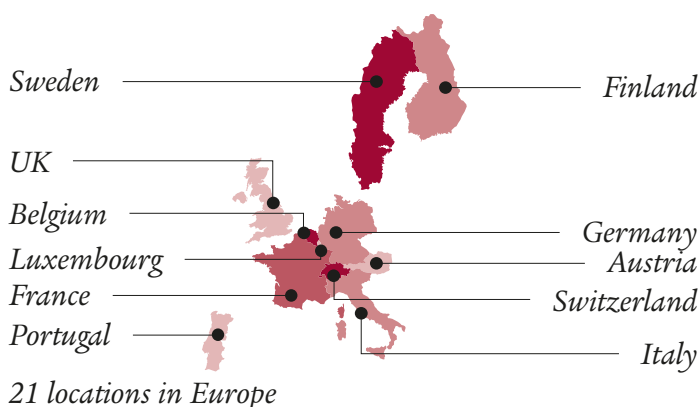 Sweden
Finland
UK
Belgium
Germany
Luxembourg
Austria
France
Switzerland
Portugal
Italy
21 locations in Europe